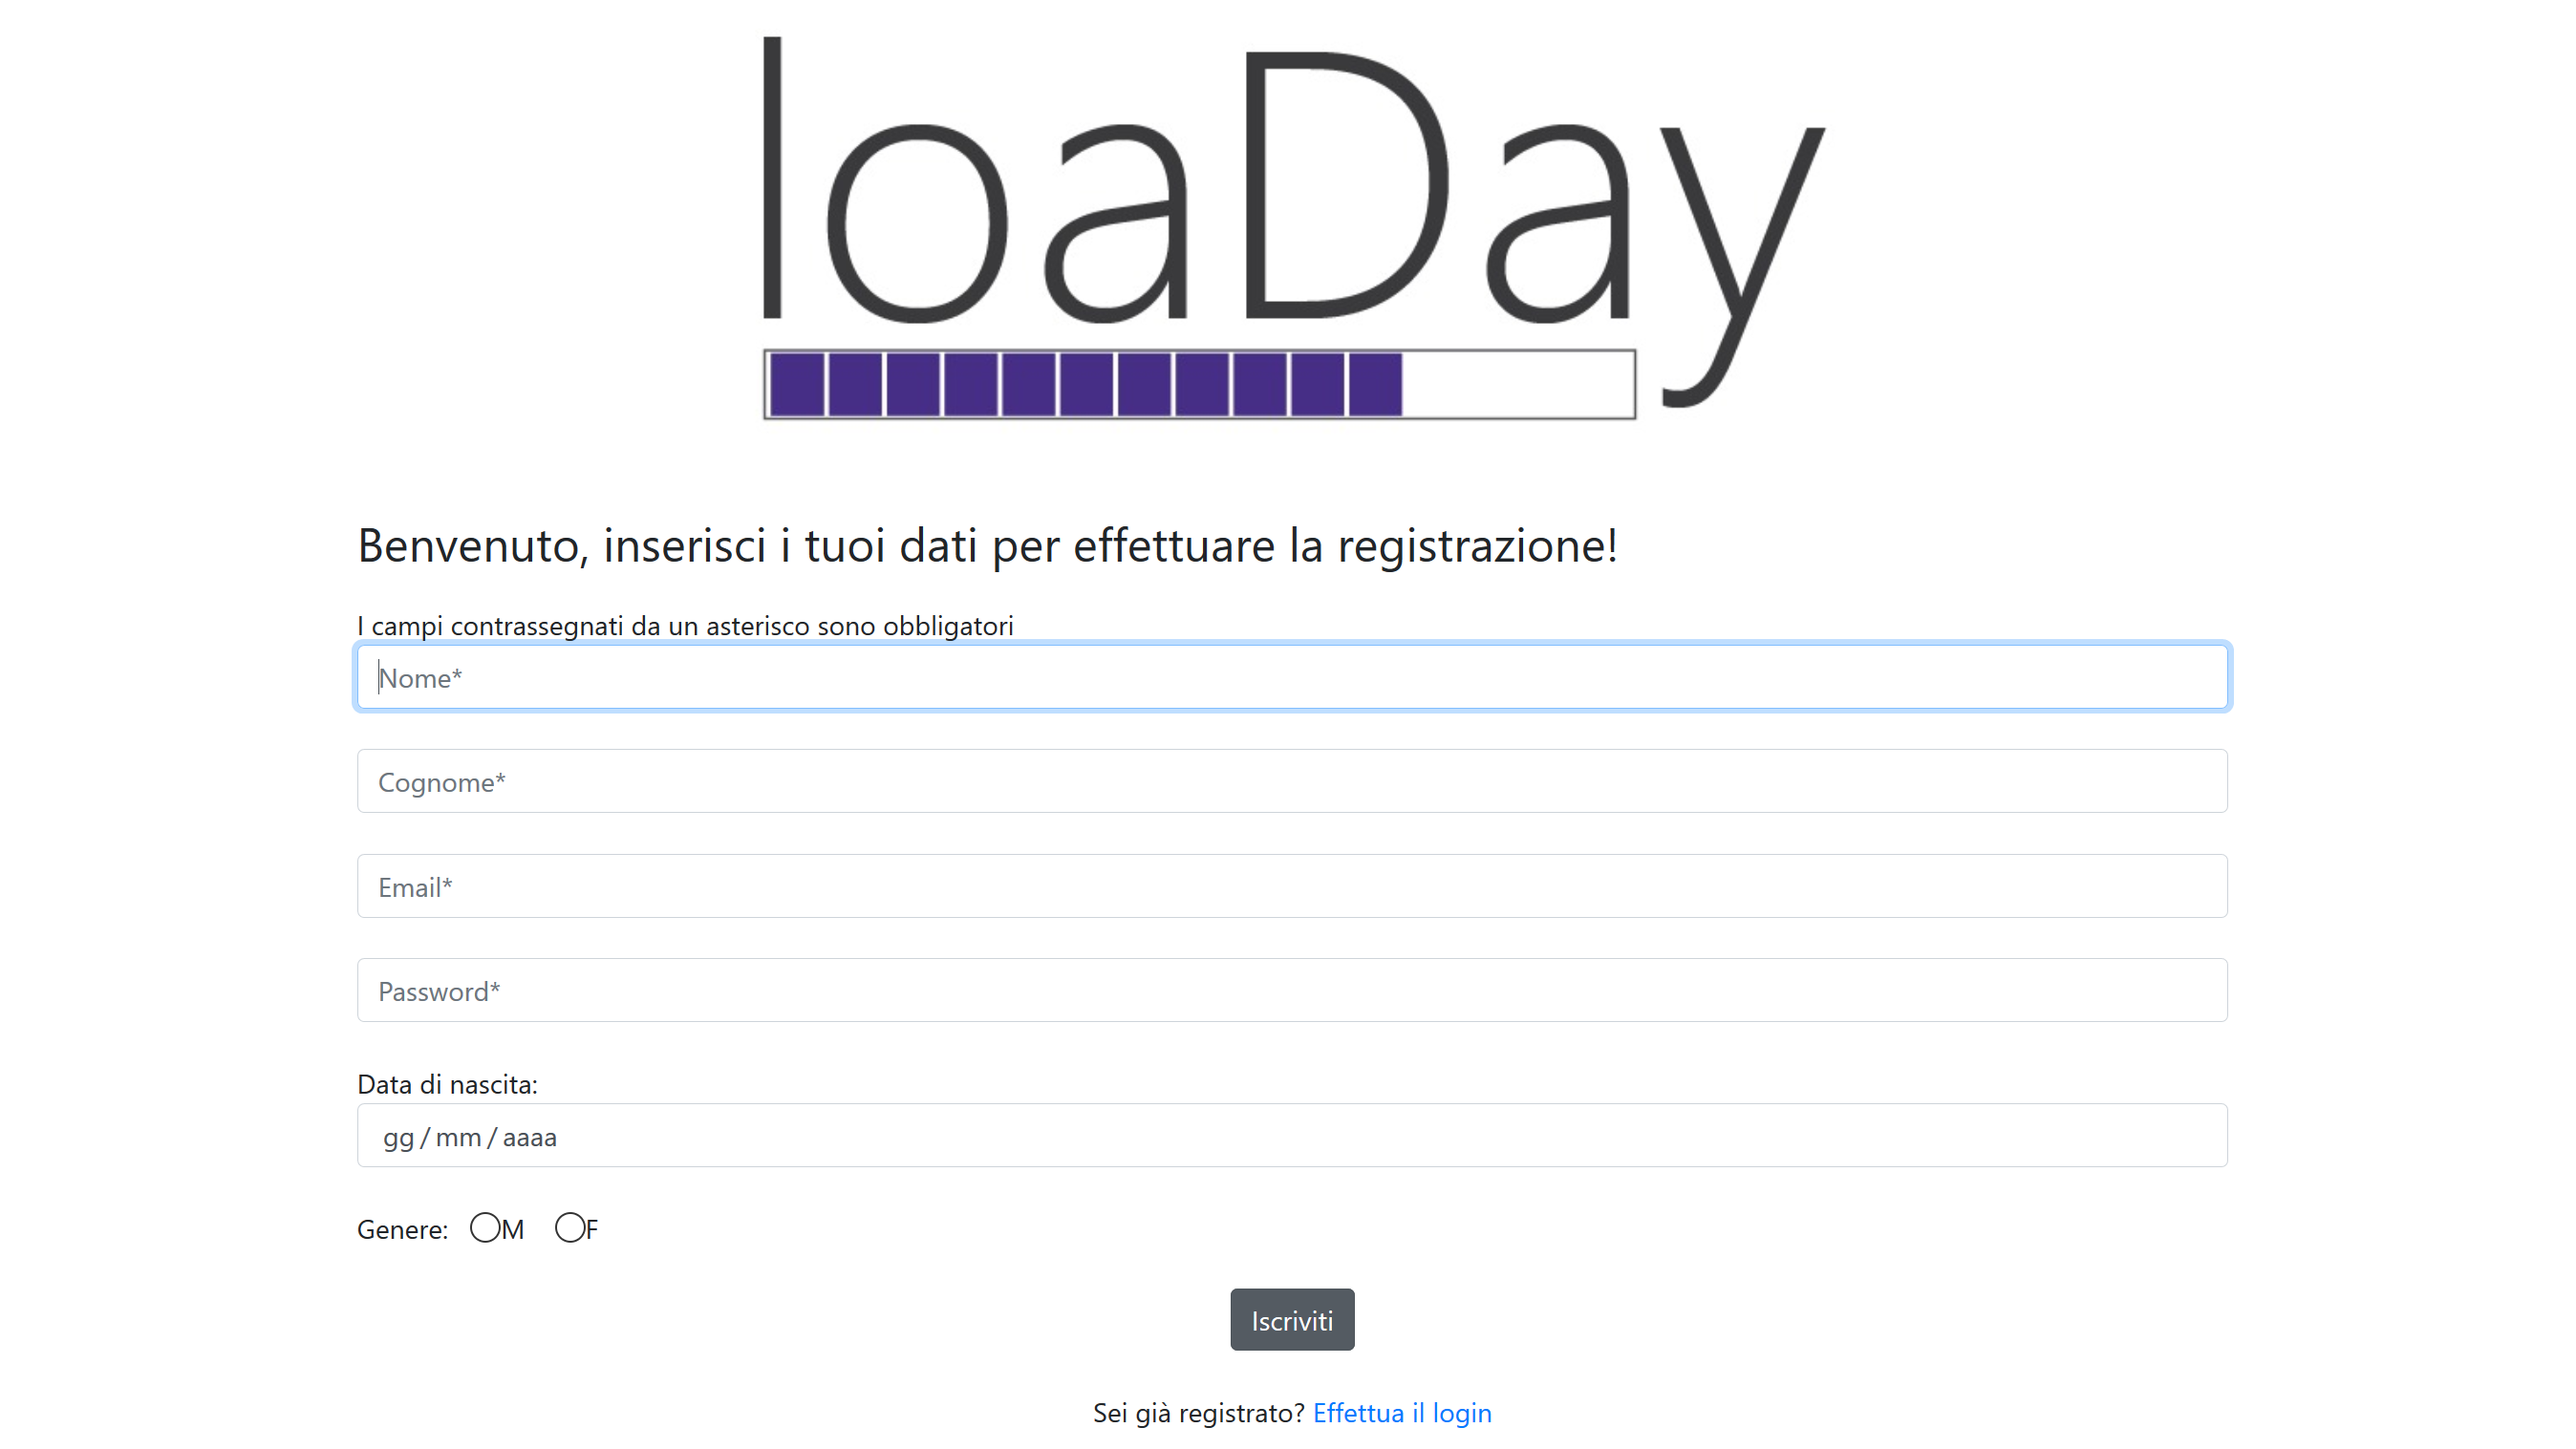 loaDay
Benvenuto, inserisci i tuoi dati per effettuare la registrazione!
I campi contrassegnati da un asterisco sono obbligatori
Nome*
Cognome*
Email*
Password*
Data di nascita:
gg / mm / aaaa
Genere: M F
Iscriviti
Sei già registrato? Effettua il login